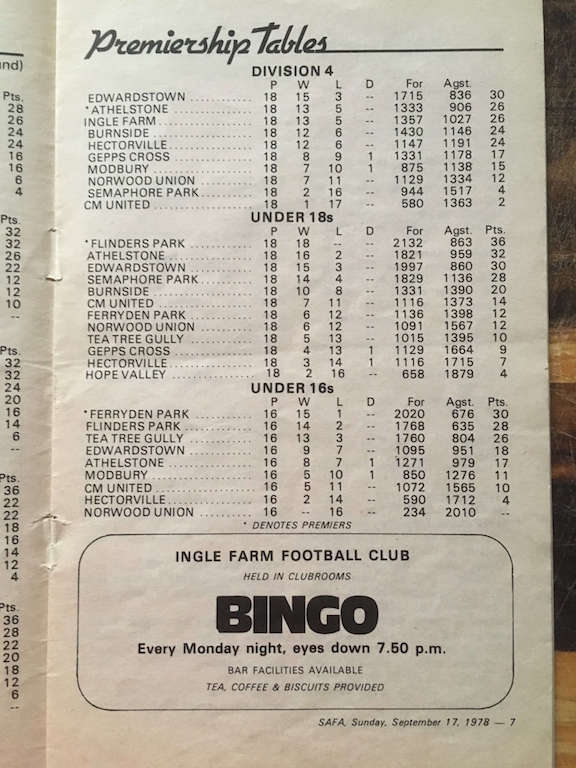 Premiership Tables
DIVISION 4
P W L D For Agst.
EDWARDSTOWN ............ 18 15 3 -- 1715 836 30
*ATHELSTONE ............ 18 13 5 -- 1333 906 26
INGLE FARM ............ 18 13 5 -- 1357 1027 26
BURNSIDE ............ 18 12 6 -- 1430 1146 24
HECTORVILLE ............ 18 12 6 -- 1147 1191 24
GEPPS CROSS ............ 18 8 9 1 1331 1178 17
MODBURY ............ 18 7 10 1 875 1138 15
NORWOOD UNION ........... 18 7 11 -- 1129 1334 12
SEMAPHORE PARK .......... 18 2 16 -- 944 1517 4
CM UNITED ............ 18 1 17 -- 580 1363 2
UNDER 18s
P W L D For Agst. Pts.
*FLINDERS PARK ............ 18 18 -- -- 2132 863 36
ATHELSTONE ............ 18 16 2 -- 1821 959 32
EDWARDSTOWN ............ 18 15 3 -- 1997 860 30
SEMAPHORE PARK .......... 18 14 4 -- 1829 1136 28
BURNSIDE ............ 18 10 8 -- 1331 1390 20
CM UNITED ............ 18 7 11 -- 1116 1373 14
FERRYDEN PARK ............ 18 6 12 -- 1136 1398 12
NORWOOD UNION ........... 18 6 12 -- 1091 1567 12
TEA TREE GULLY ............ 18 5 13 -- 1015 1395 10
GEPPS CROSS ............ 18 4 13 1 1129 1664 9
HECTORVILLE ............ 18 3 14 1 1116 1715 7
HOPE VALLEY ............ 18 2 16 -- 658 1879 4
UNDER 16s
P W L D For Agst. Pts.
*FERRYDEN PARK ............ 16 15 1 -- 2020 676 30
FLINDERS PARK ............ 16 14 2 -- 1768 635 28
TEA TREE GULLY ............ 16 13 3 -- 1760 804 26
EDWARDSTOWN ............ 16 9 7 -- 1095 951 18
ATHELSTONE ............ 16 8 7 1 1271 979 17
MODBURY ............ 16 5 10 1 850 1276 11
CM UNITED ............ 16 5 11 -- 1072 1565 10
HECTORVILLE ............ 16 2 14 -- 590 1712 4
NORWOOD UNION ........... 16 -- 16 -- 234 2010 --
* DENOTES PREMIERS
INGLE FARM FOOTBALL CLUB
HELD IN CLUBROOMS
BINGO
Every Monday night, eyes down 7.50 p.m.
BAR FACILITIES AVAILABLE
TEA, COFFEE & BISCUITS PROVIDED
SAFA, Sunday, September 17, 1978 — 7
Pts.
28
26
24
24
16
16
6
4
Pts.
32
32
26
22
12
12
10
--
Pts.
32
32
24
20
16
14
6
--
Pts.
36
22
22
18
16
14
12
4
Pts.
36
28
22
20
18
12
6
--